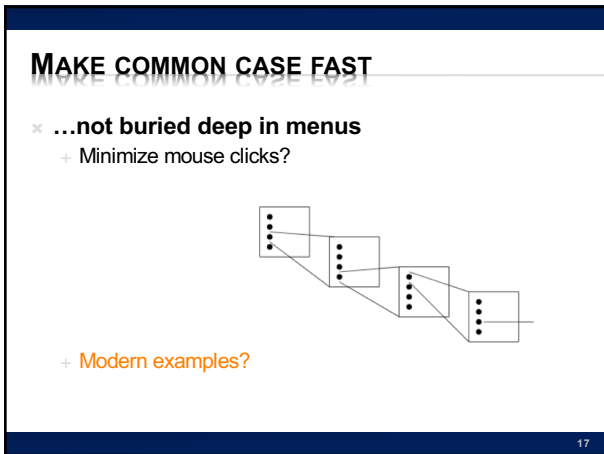 MAKE COMMON CASE FAST
…not buried deep in menus
Minimize mouse clicks?
Modern examples?
17